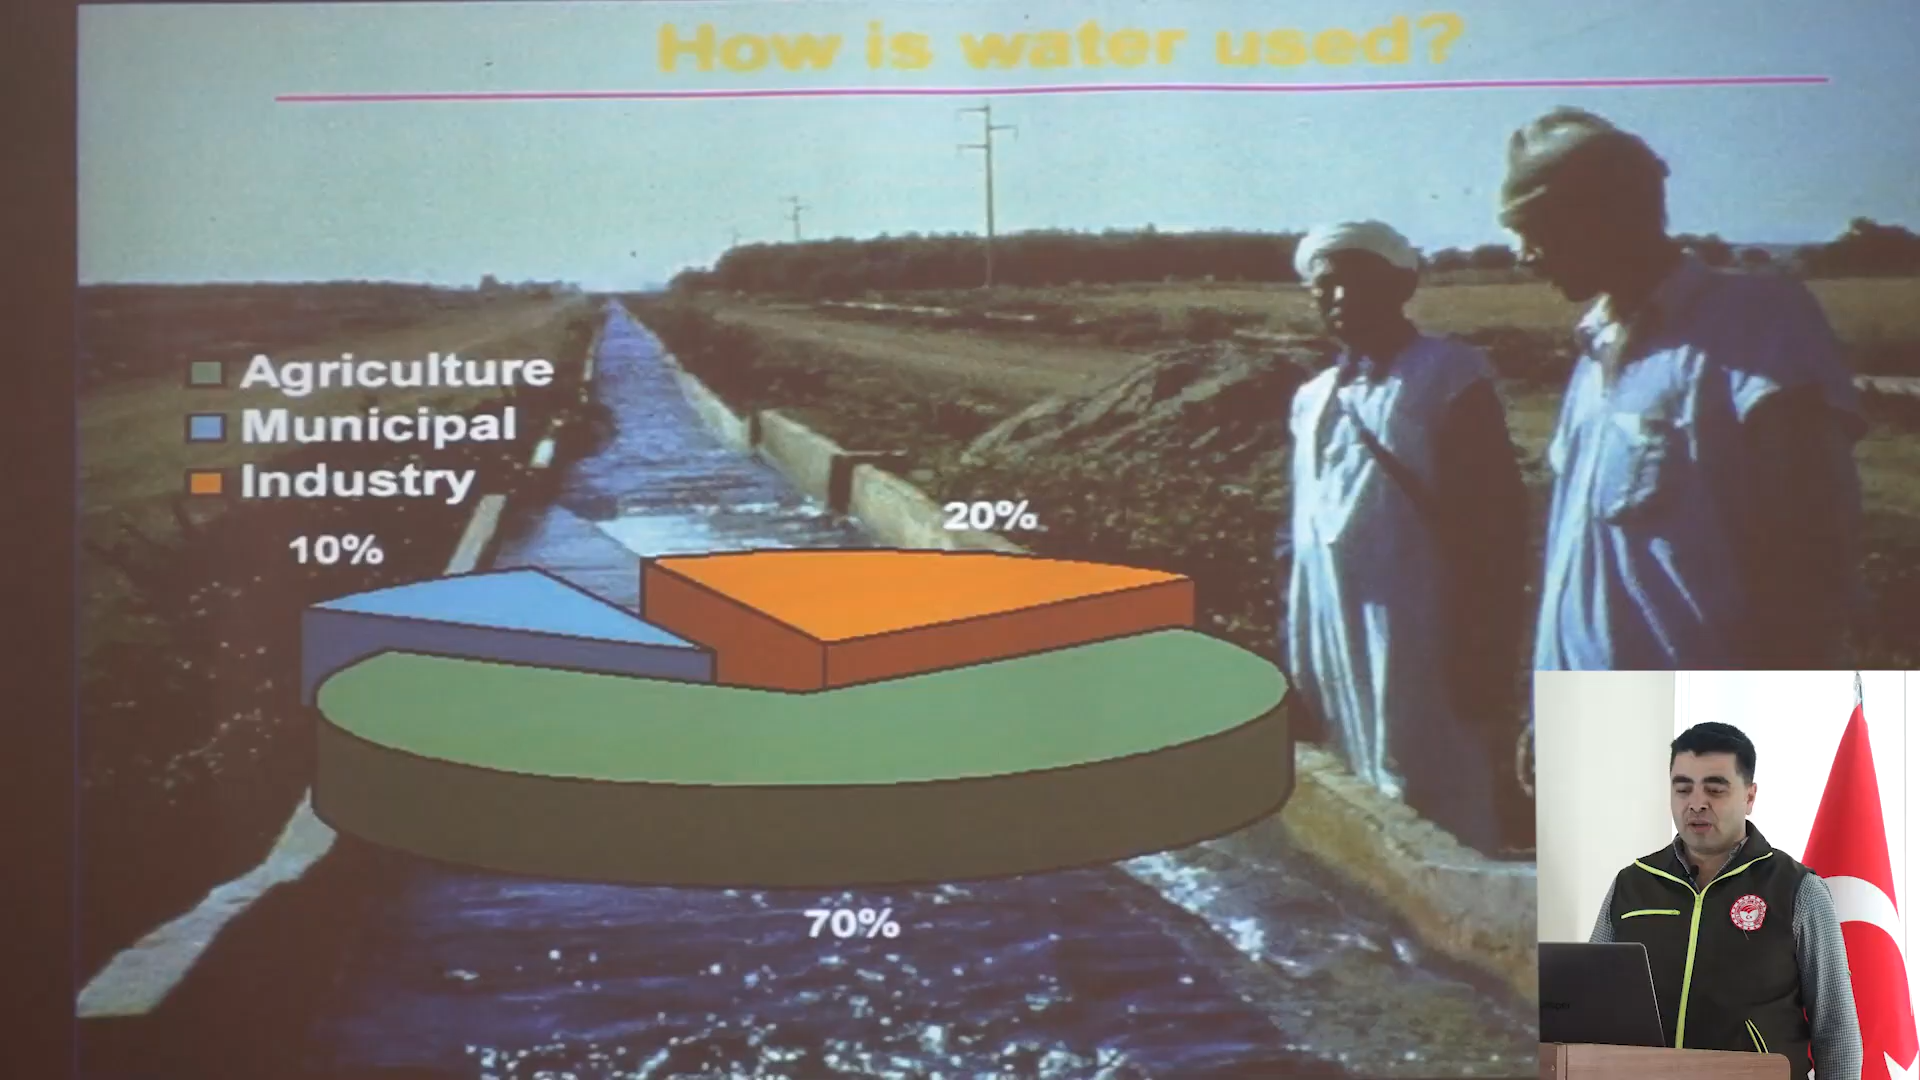 How is water used?
Agriculture
Municipal
Industry
10%
20%
70%